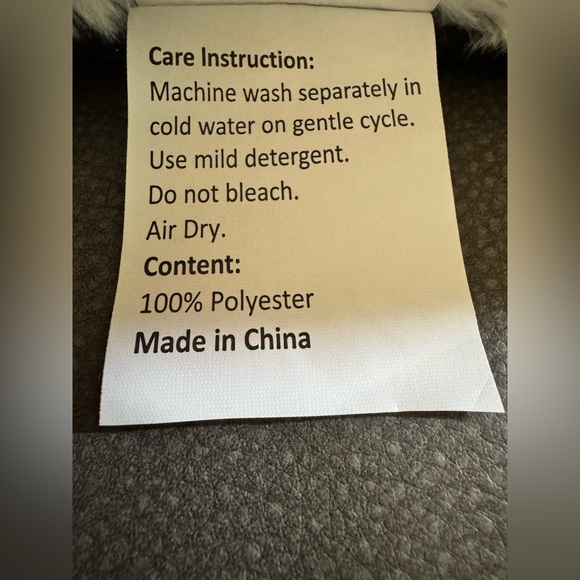 Care Instruction:
Machine wash separately in
cold water on gentle cycle.
Use mild detergent.
Do not bleach.
Air Dry.
Content:
100% Polyester
Made in China